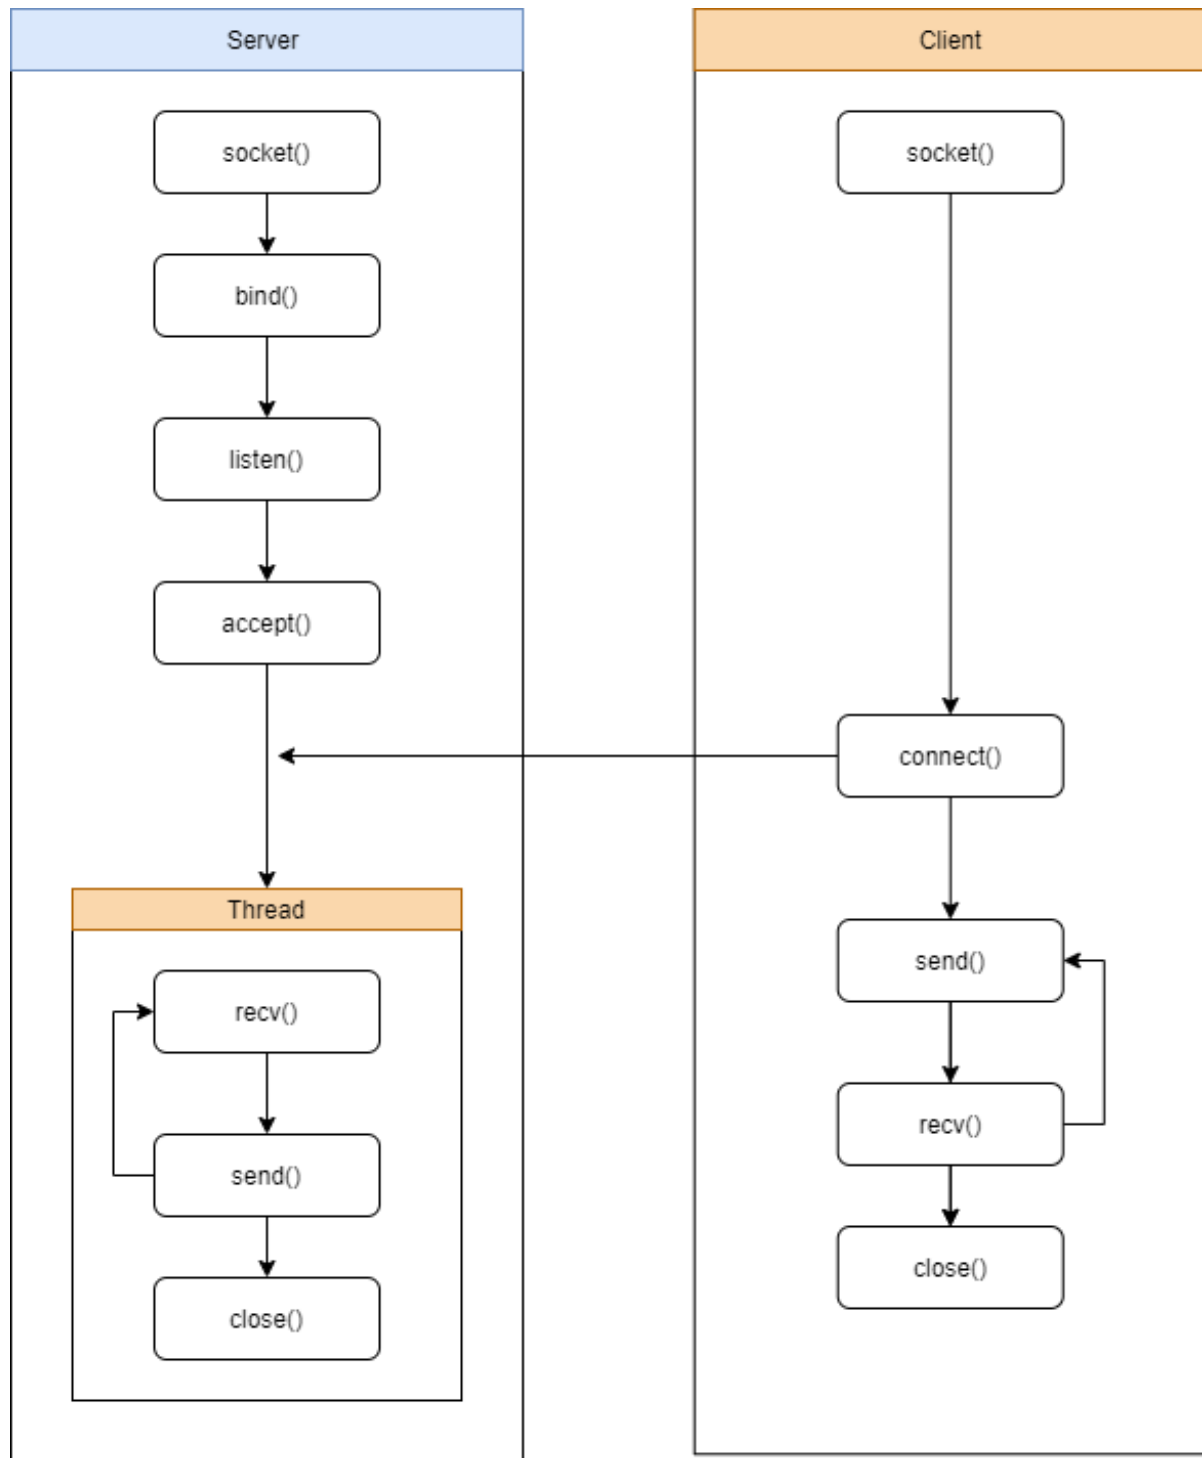 Server
socket()
bind()
listen()
accept()
Thread
recv()
send()
close()
Client
socket()
connect()
send()
recv()
close()